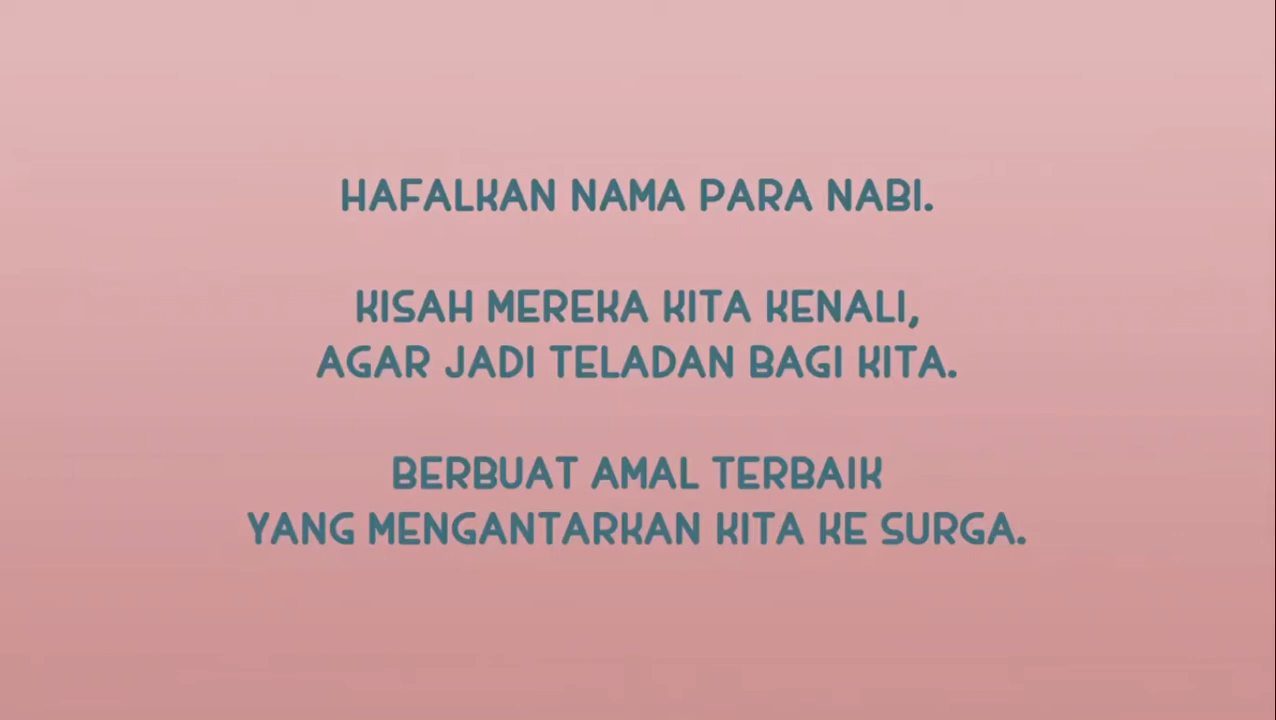 HAFALKAN NAMA PARA NABI.
KISAH MEREKA KITA KENALI,
AGAR JADI TELADAN BAGI KITA.
BERBUAT AMAL TERBAIK
YANG MENGANTARKAN KITA KE SURGA.